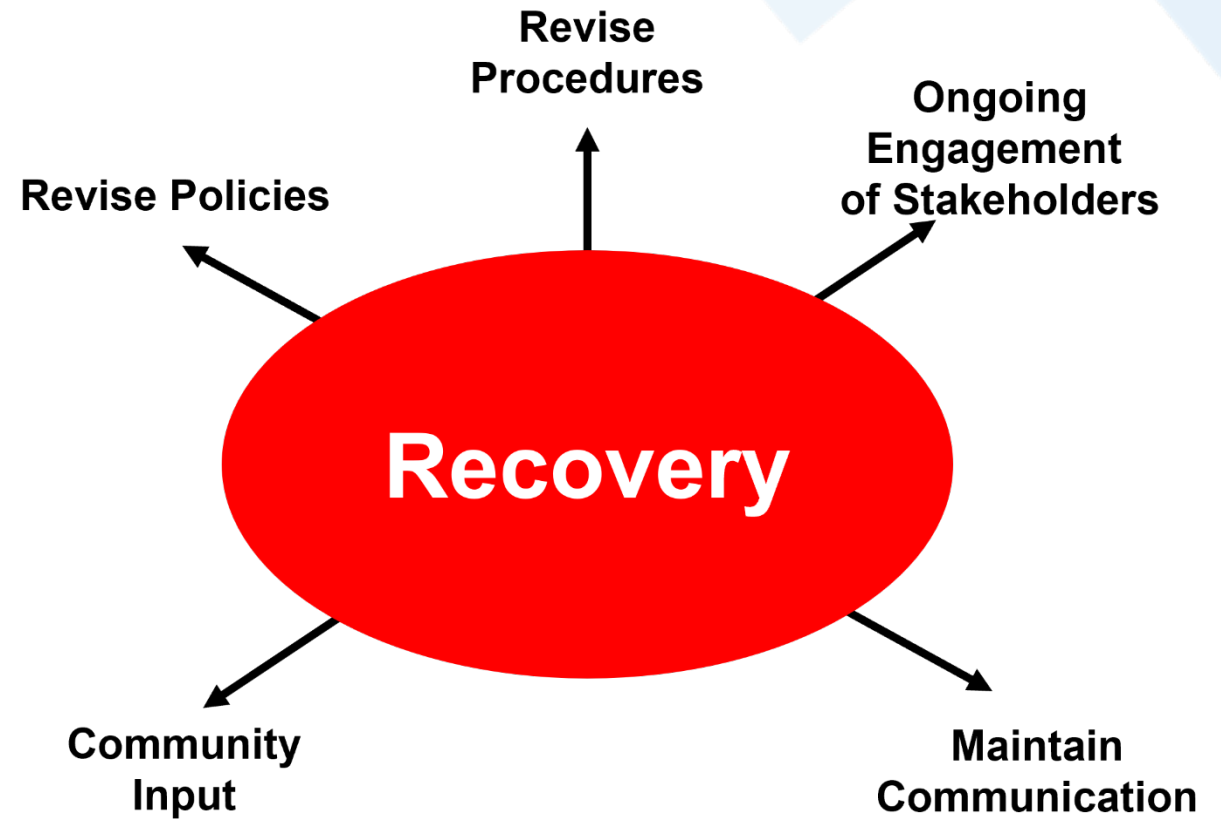 Revise
Procedures
Ongoing
Engagement
of Stakeholders
Revise Policies
Recovery
Community
Input
Maintain
Communication